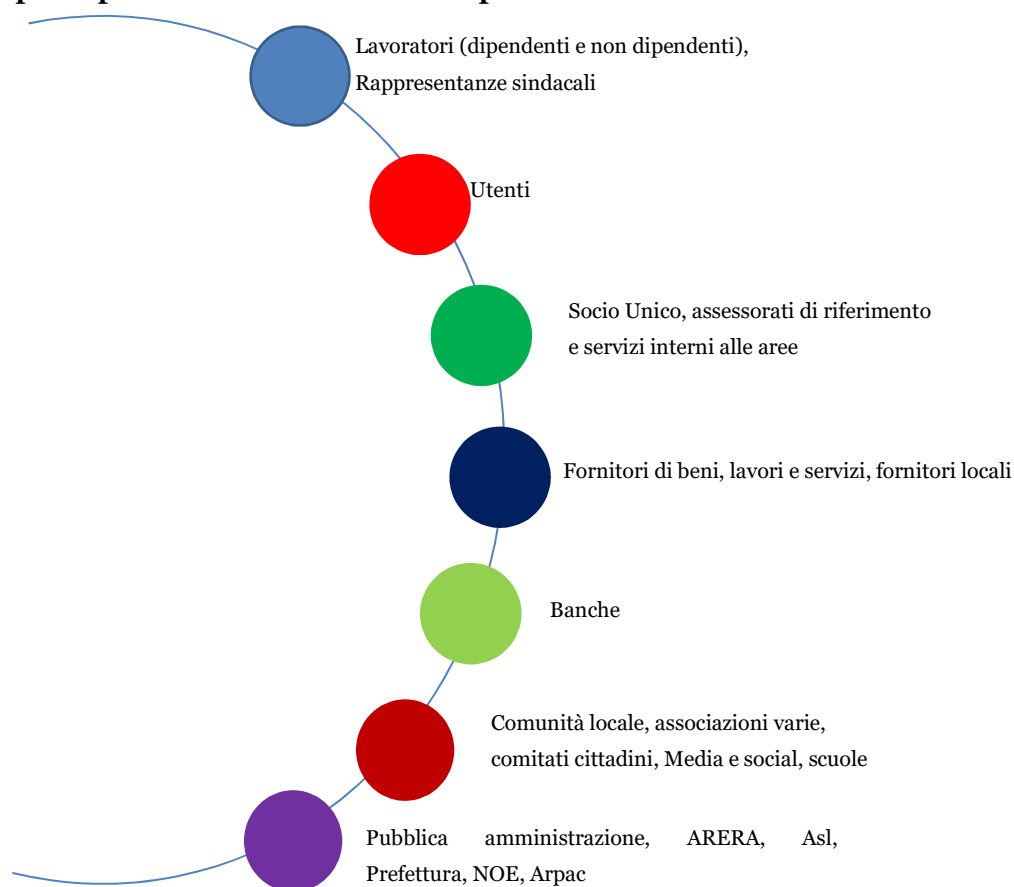 Lavoratori (dipendenti e non dipendenti),
Rappresentanze sindacali
Utenti
Socio Unico, assessorati di riferimento
e servizi interni alle aree
Fornitori di beni, lavori e servizi, fornitori locali
Banche
Comunità locale, associazioni varie,
comitati cittadini, Media e social, scuole
Pubblica amministrazione, ARERA, Asl,
Prefettura, NOE, Arpac